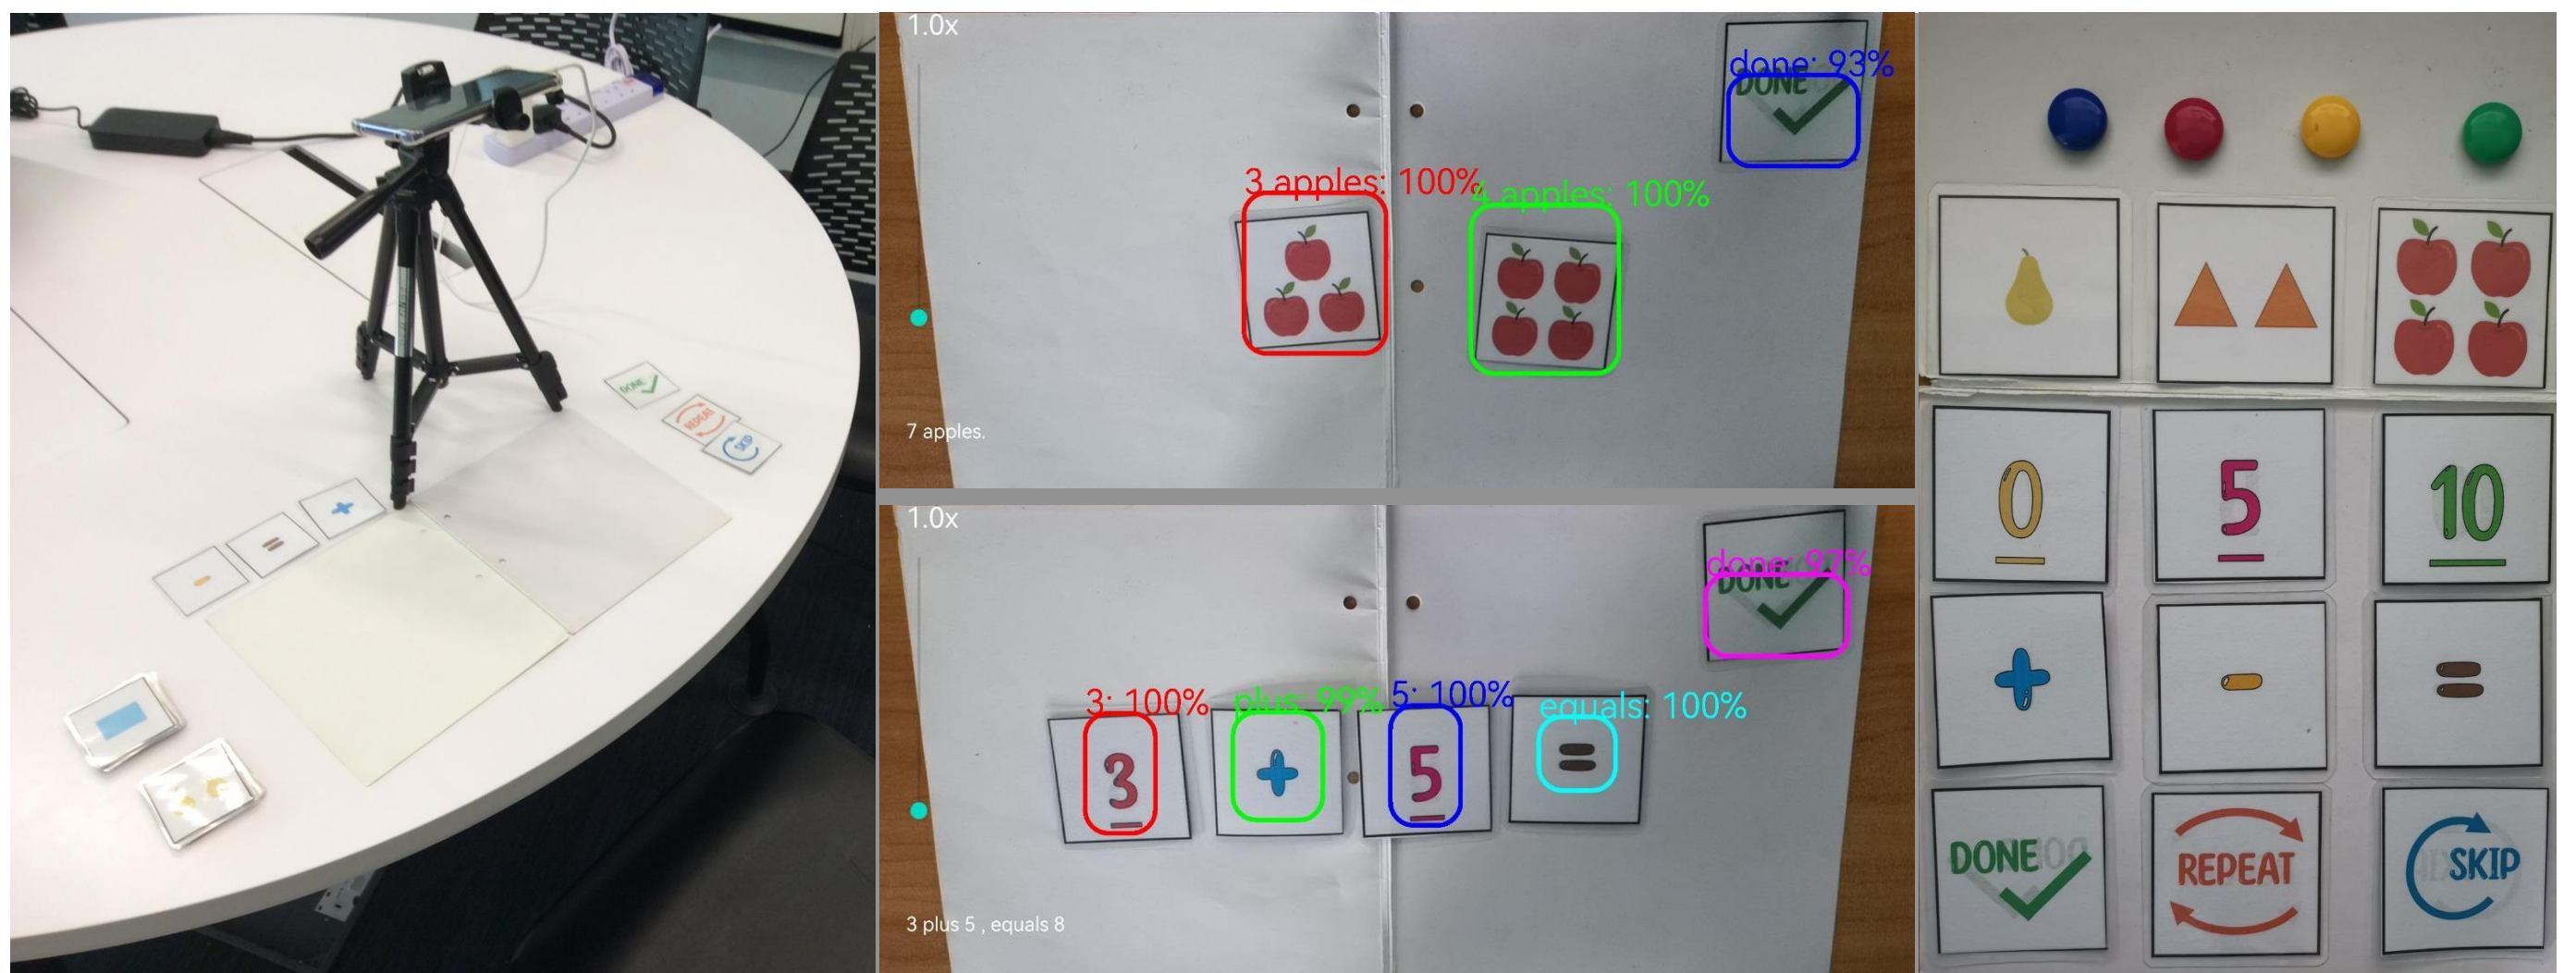 DONE
REPEAT
SKIP
1.0x
done: 93%
DONE
3 apples: 100%
4 apples: 100%
7 apples.
1.0x
done: 97%
DONE
3: 100%
plus: 99%
5: 100%
equals: 100%
3 + 5 =
3 plus 5 , equals 8
0 5 10
+ - =
DONE
REPEAT
SKIP